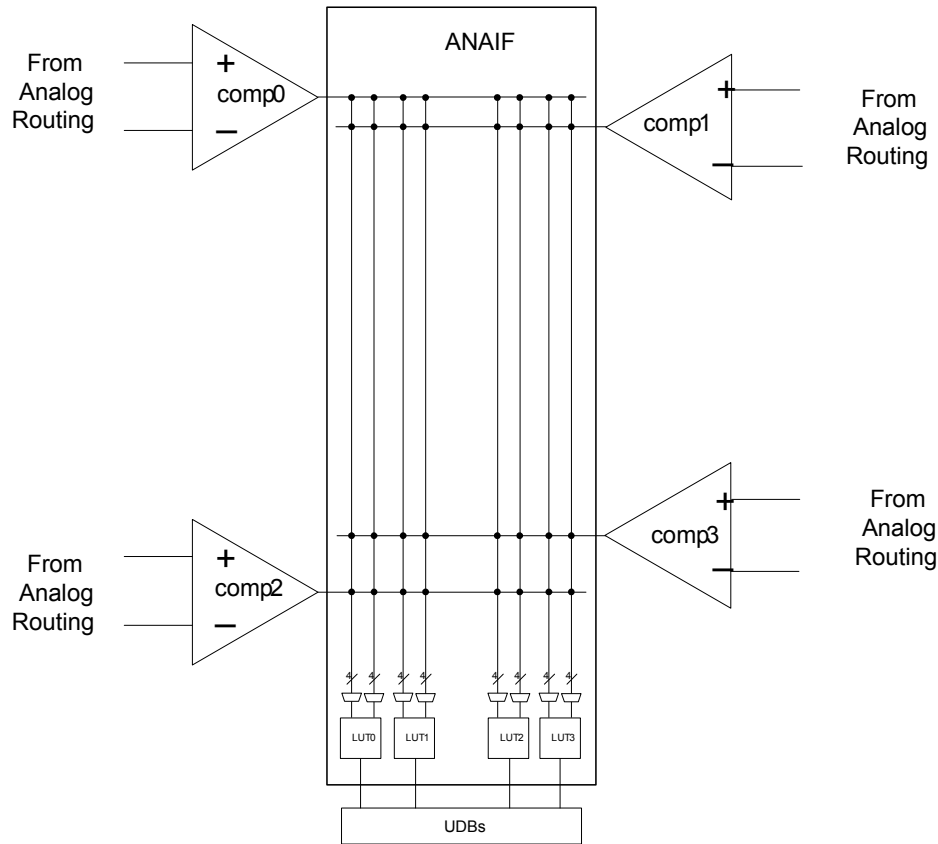 ANAIF
From
Analog
Routing
+
comp0
−
+
comp1
−
From
Analog
Routing
From
Analog
Routing
+
comp2
−
+
comp3
−
From
Analog
Routing
4 4 4 4 4 4 4 4
LUT0 LUT1 LUT2 LUT3
UDBs